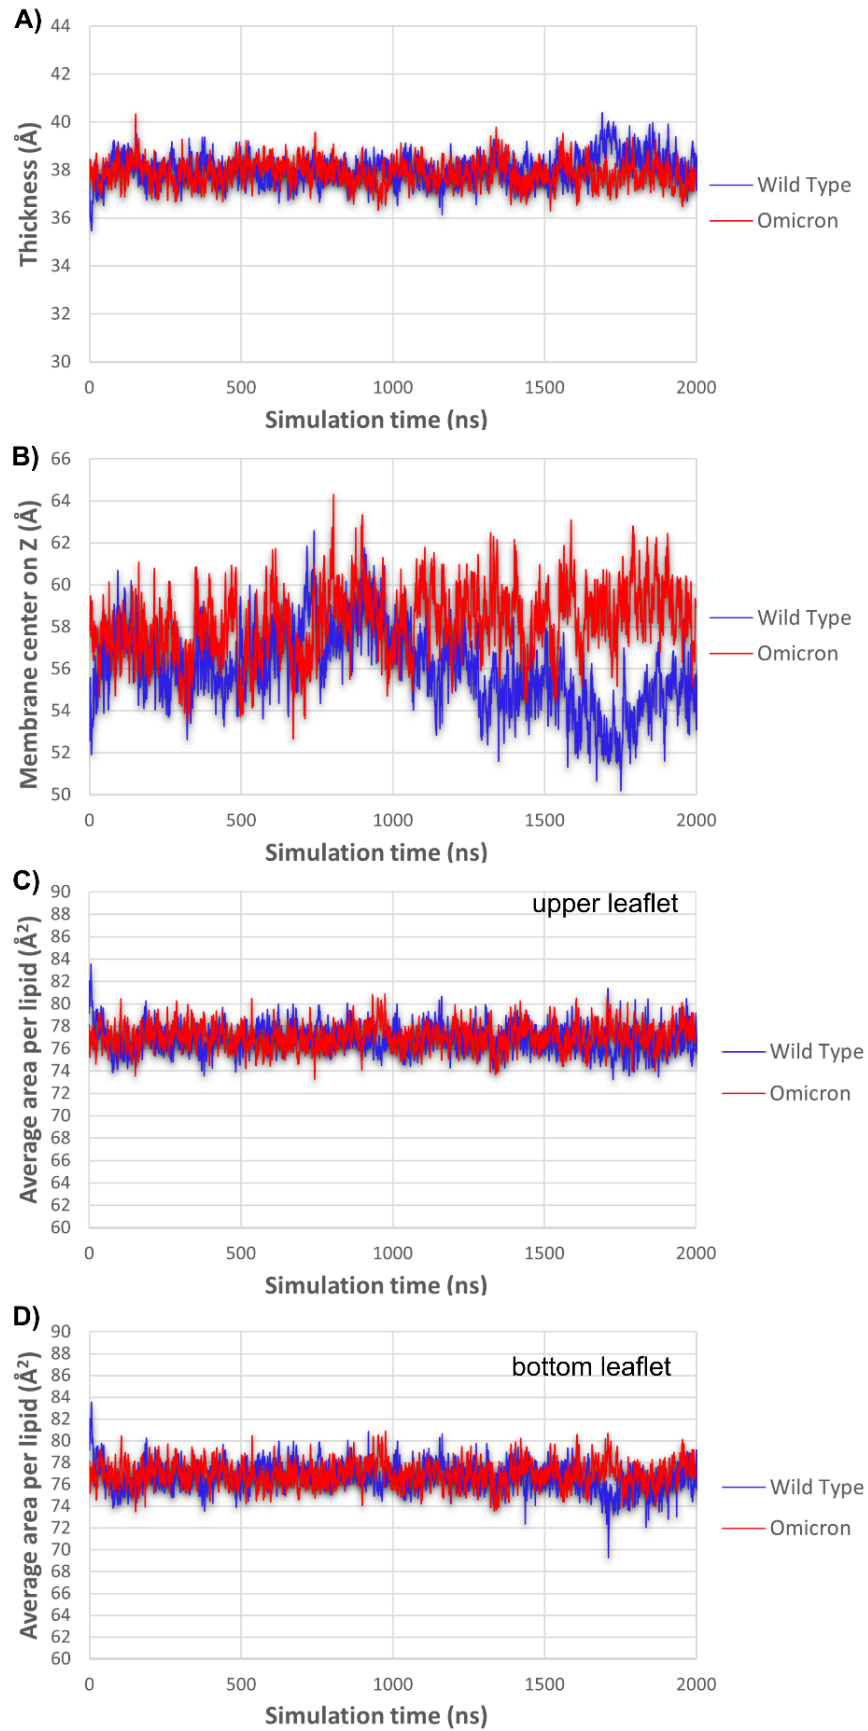 A)
44
42
40
38
36
34
32
30
Thickness (Å)
0 500 1000 1500 2000
Simulation time (ns)
Wild Type
Omicron
B)
66
64
62
60
58
56
54
52
50
Membrane center on Z (Å)
0 500 1000 1500 2000
Simulation time (ns)
Wild Type
Omicron
C)
upper leaflet
90
88
86
84
82
80
78
76
74
72
70
68
66
64
62
60
Average area per lipid (Å²)
0 500 1000 1500 2000
Simulation time (ns)
Wild Type
Omicron
D)
bottom leaflet
90
88
86
84
82
80
78
76
74
72
70
68
66
64
62
60
Average area per lipid (Å²)
0 500 1000 1500 2000
Simulation time (ns)
Wild Type
Omicron